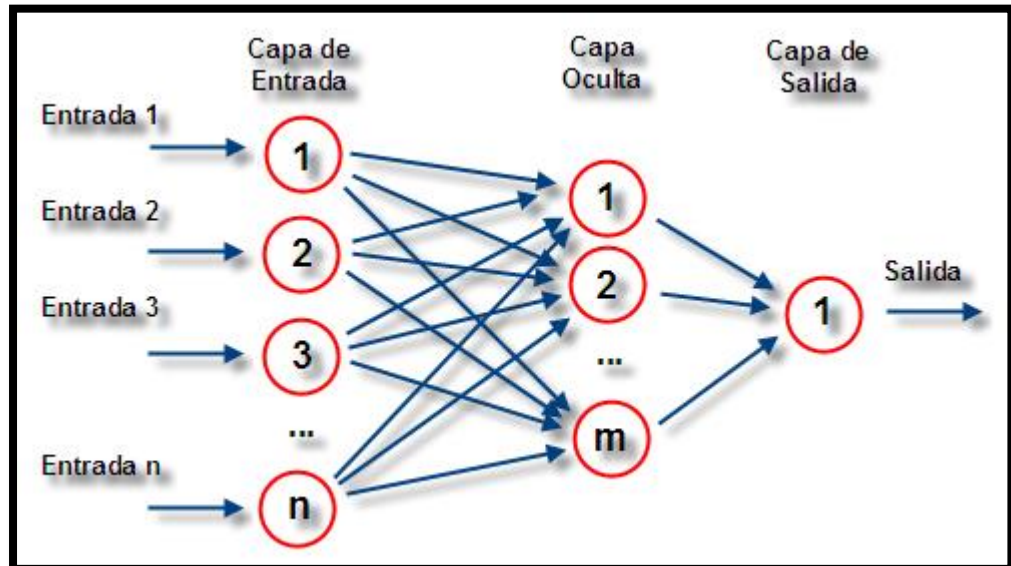 Capa de
Entrada
Capa
Oculta
Capa de
Salida
Entrada 1
Entrada 2
Entrada 3
Entrada n
1
2
3
...
n
1
2
...
m
1
Salida